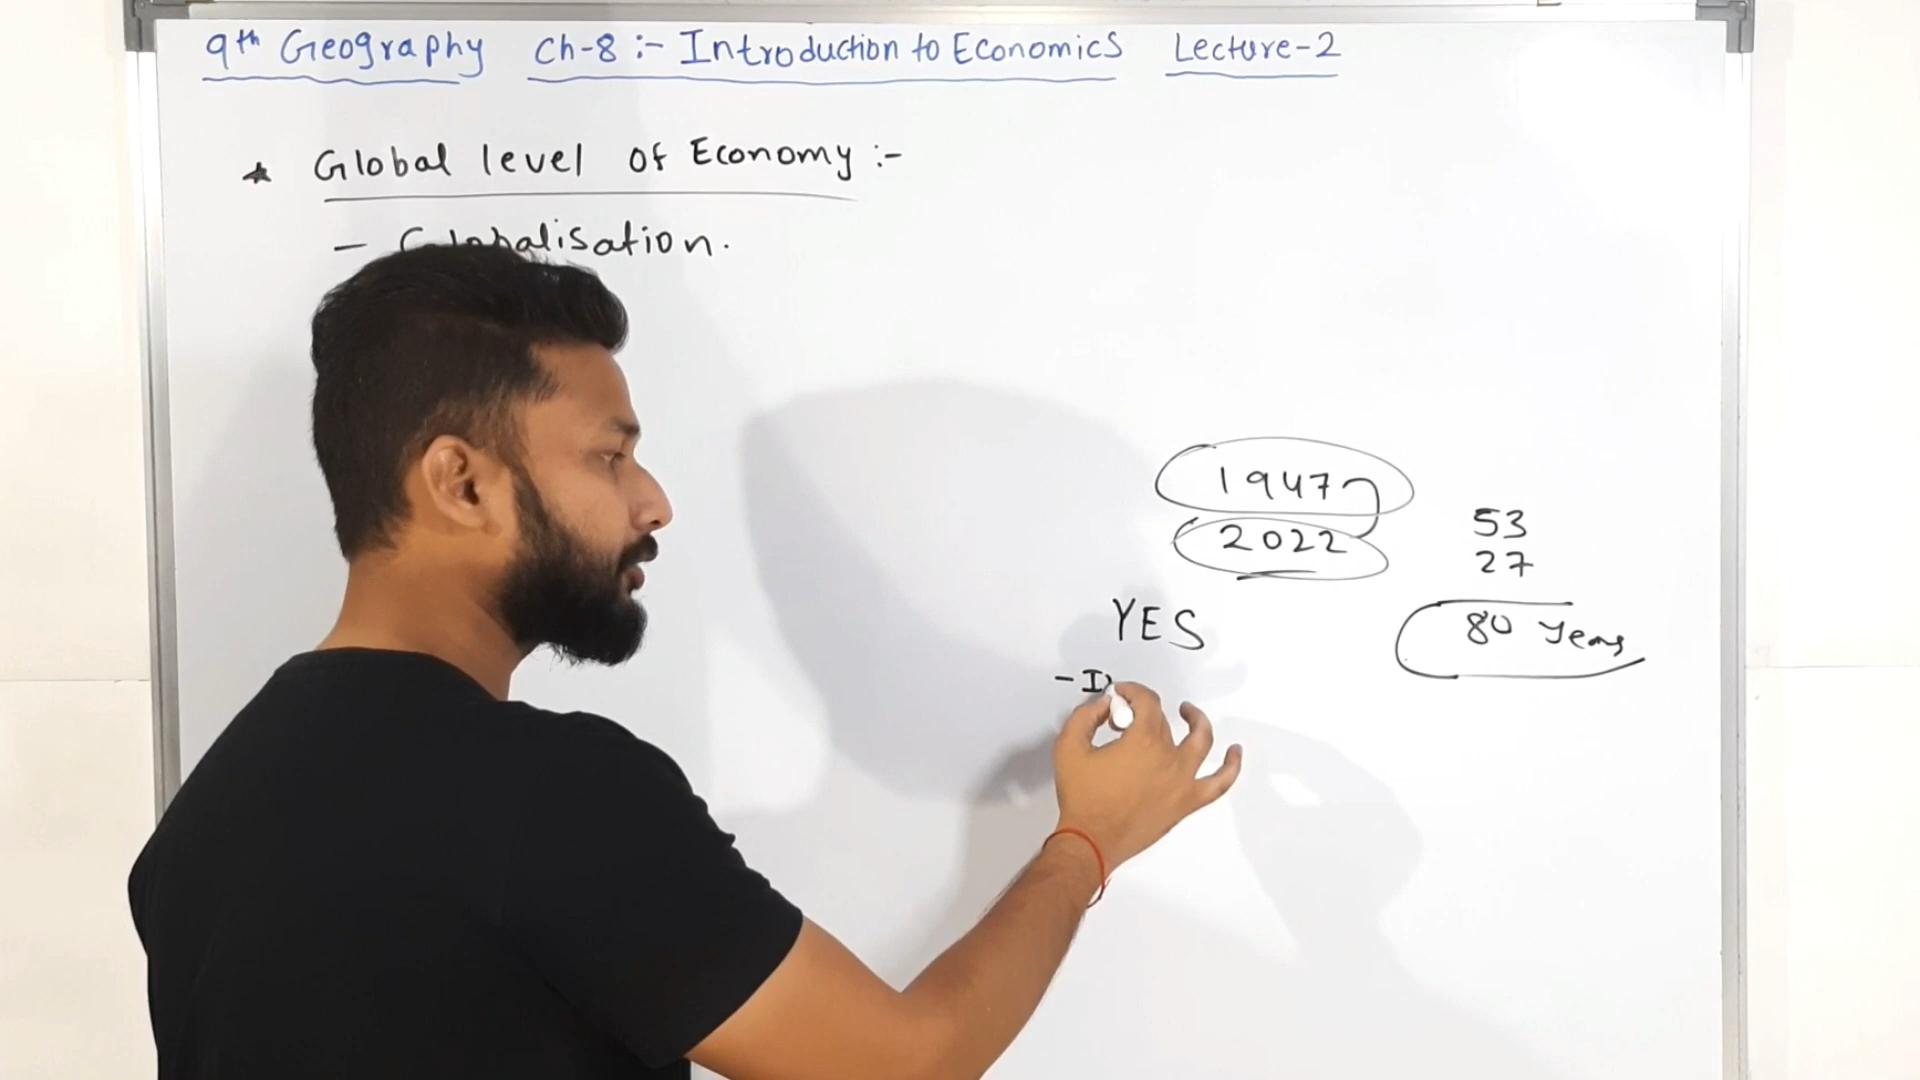 9th Geography Ch-8 :- Introduction to Economics Lecture-2
★ Global level of Economy :-
- Globalisation.
1947
2022
53
27
80 Years
YES
- I